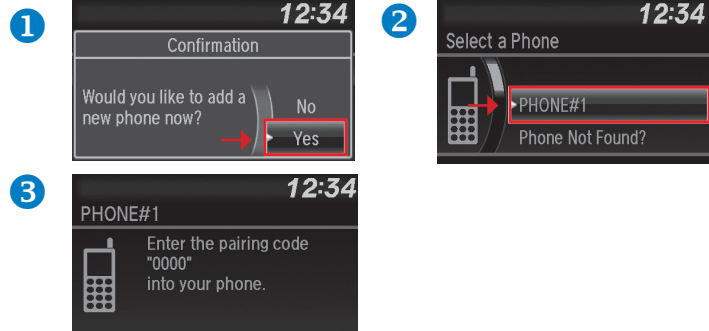 1
12:34
Confirmation
Would you like to add a
new phone now?
No
Yes
2
12:34
Select a Phone
PHONE#1
Phone Not Found?
3
12:34
PHONE#1
Enter the pairing code
"0000"
into your phone.